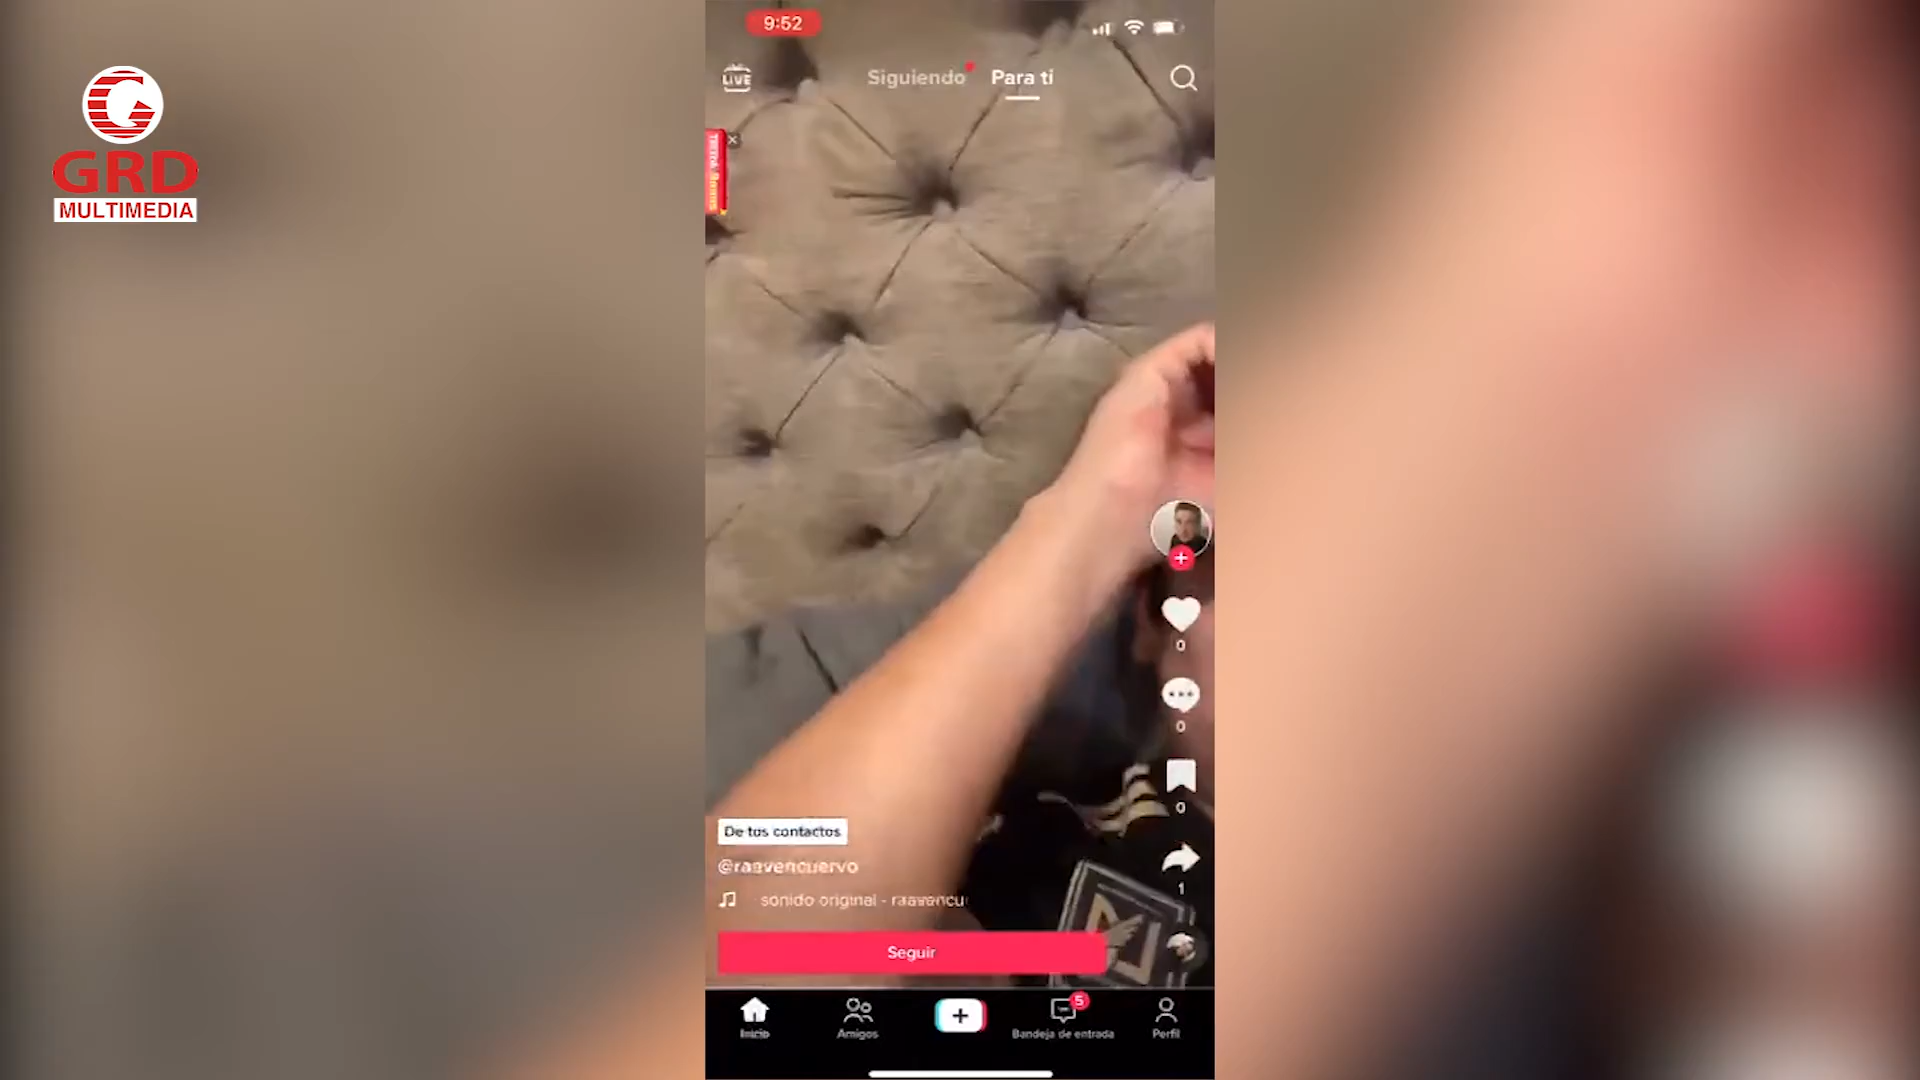 GRD
MULTIMEDIA
9:52
LIVE
Siguiendo
Para ti
0
0
0
1
De tus contactos
@raavencuervo
sonido original - raavencu
Seguir
Inicio
Amigos
5
Bandeja de entrada
Perfil